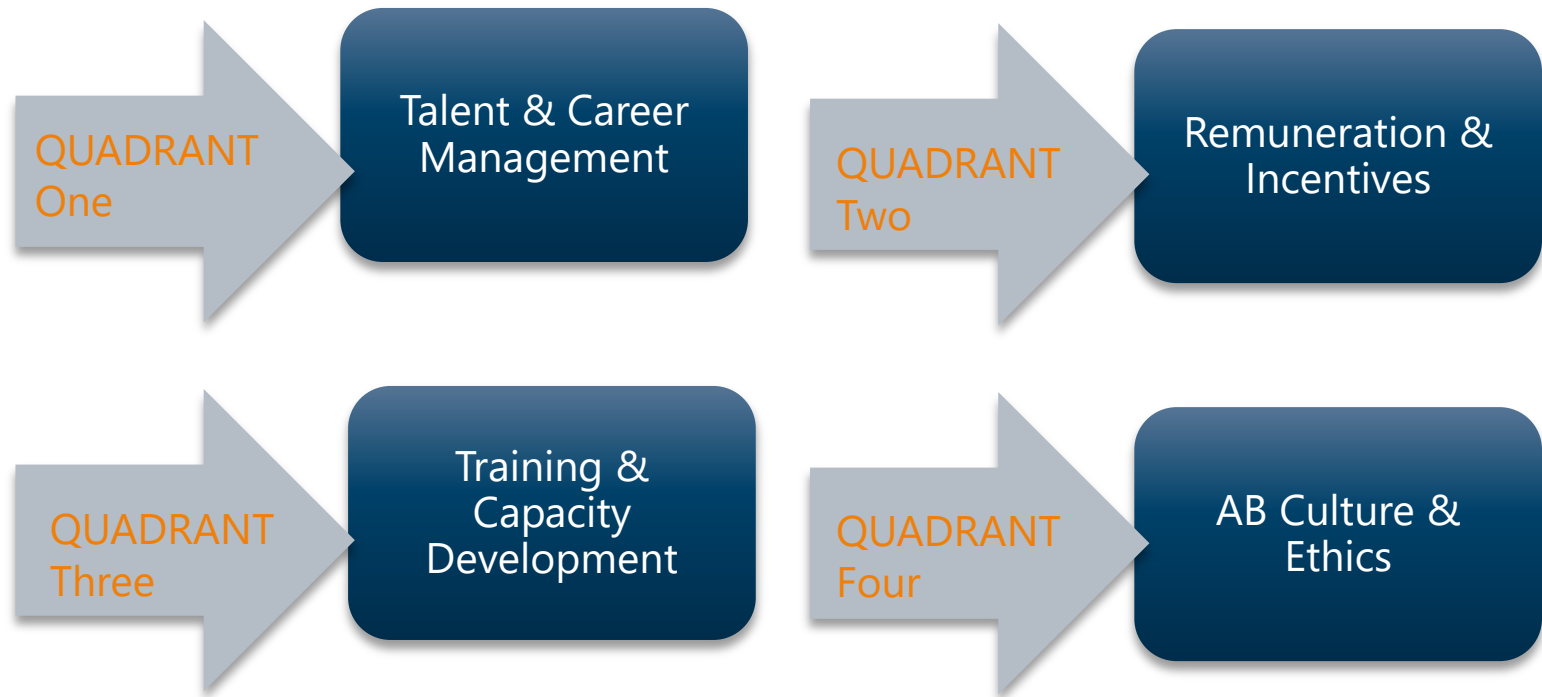 QUADRANT
One
Talent & Career
Management
QUADRANT
Two
Remuneration &
Incentives
QUADRANT
Three
Training &
Capacity
Development
QUADRANT
Four
AB Culture &
Ethics